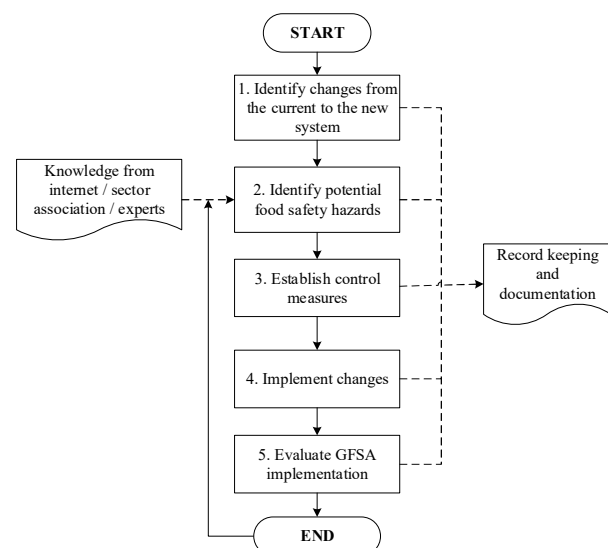 START
1. Identify changes from
the current to the new
system
Knowledge from
internet / sector
association / experts
2. Identify potential
food safety hazards
3. Establish control
measures
Record keeping
and
documentation
4. Implement changes
5. Evaluate GFSA
implementation
END